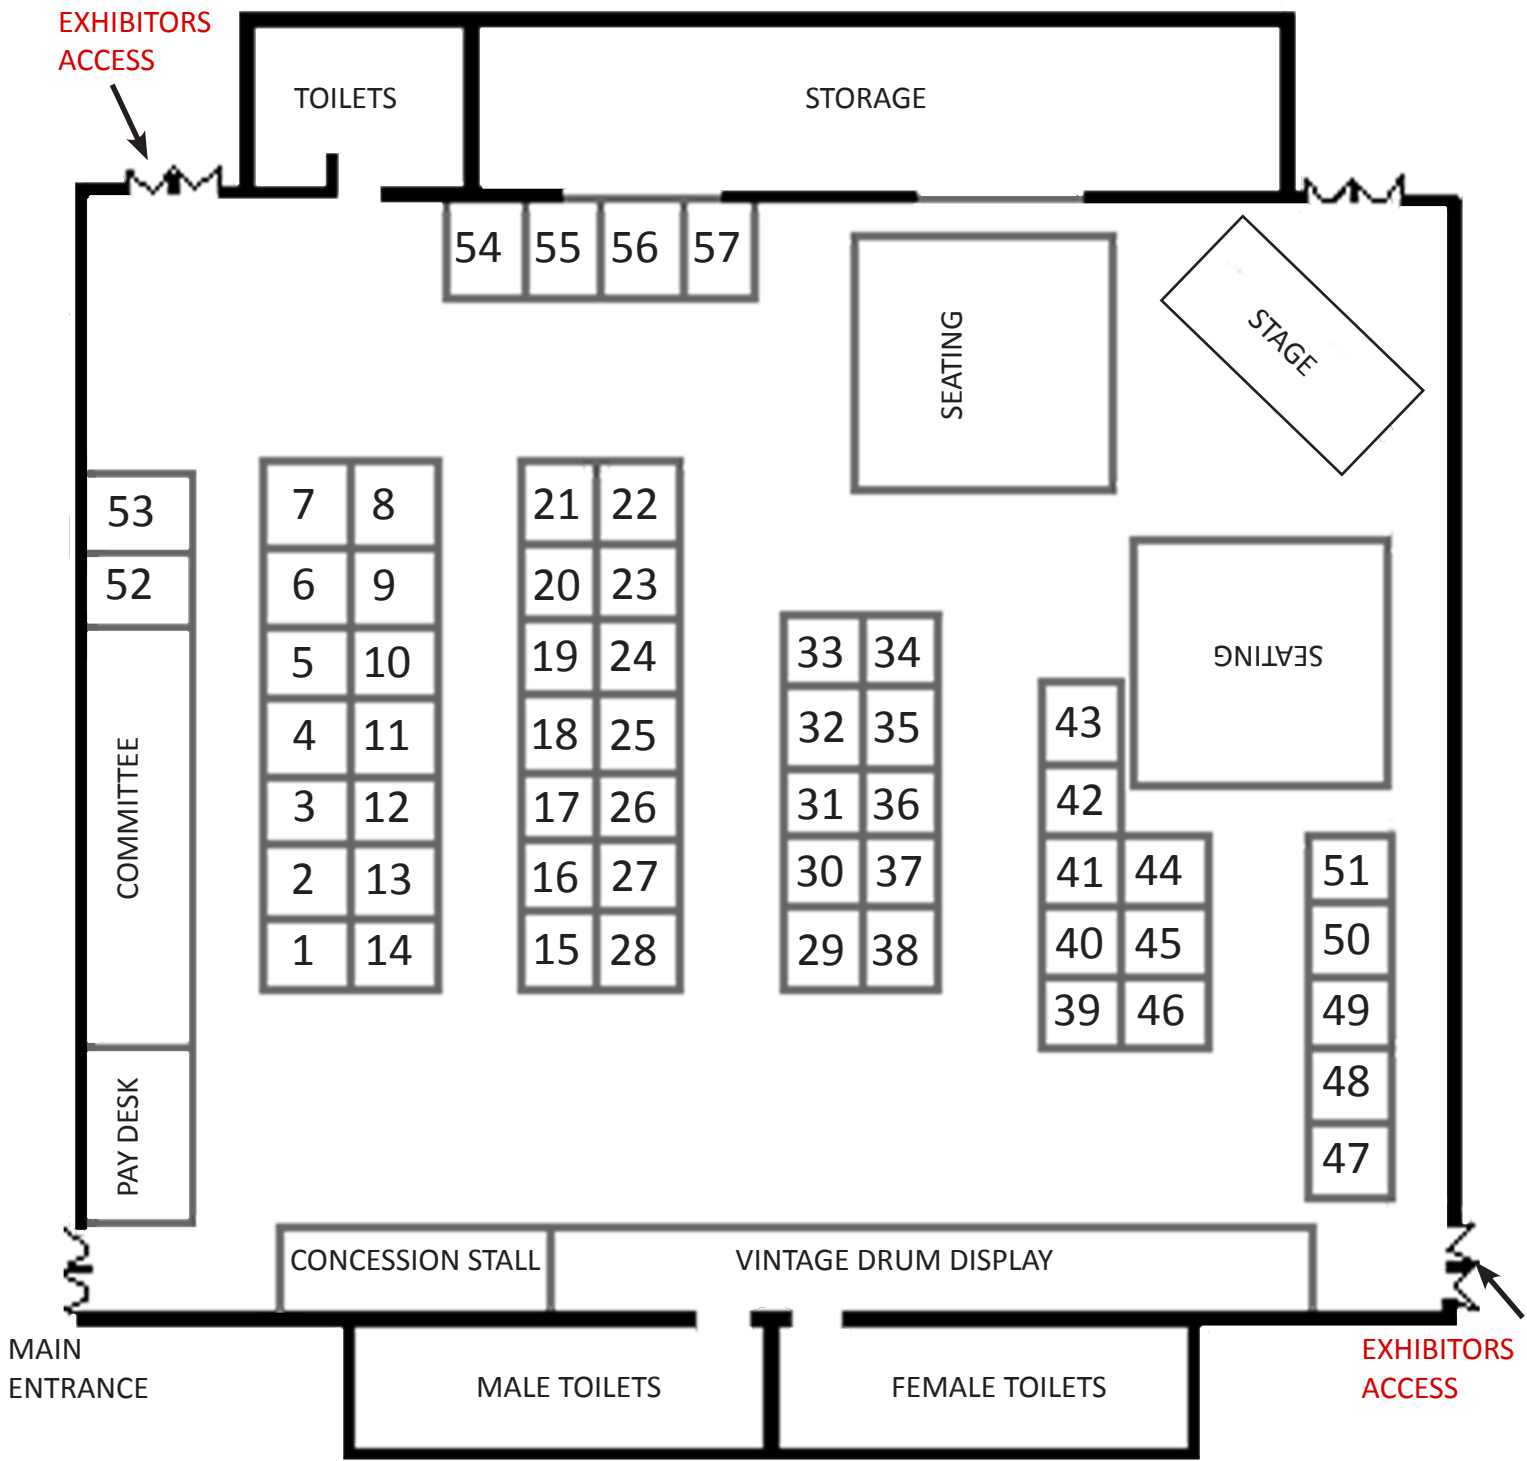 EXHIBITORS
ACCESS
TOILETS
STORAGE
54 55 56 57
SEATING
STAGE
53
52
COMMITTEE
PAY DESK
7 8
6 9
5 10
4 11
3 12
2 13
1 14
21 22
20 23
19 24
18 25
17 26
16 27
15 28
33 34
32 35
31 36
30 37
29 38
SEATING
43
42
41 44
40 45
39 46
51
50
49
48
47
CONCESSION STALL
VINTAGE DRUM DISPLAY
MAIN
ENTRANCE
MALE TOILETS
FEMALE TOILETS
EXHIBITORS
ACCESS